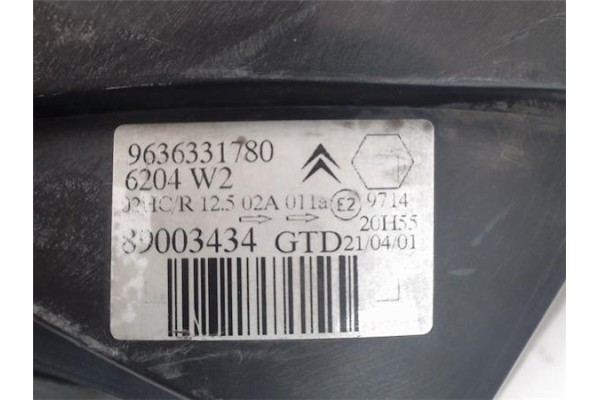 9636331780
6204 W2
02HC/R 12.5 02A 011a E2 9714
20H55
89003434 GTD 21/04/01